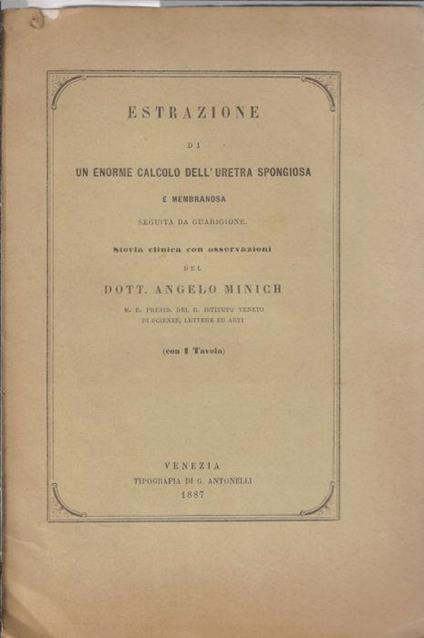 ESTRAZIONE
DI
UN ENORME CALCOLO DELL'URETRA SPONGIOSA
E MEMBRANOSA
SEGUITA DA GUARIGIONE.
Storia clinica con osservazioni
DEL
DOTT. ANGELO MINICH
M. E. PRESID. DEL R. ISTITUTO VENETO
DI SCIENZE, LETTERE ED ARTI
(con 1 Tavola)
VENEZIA
TIPOGRAFIA DI G. ANTONELLI
1887